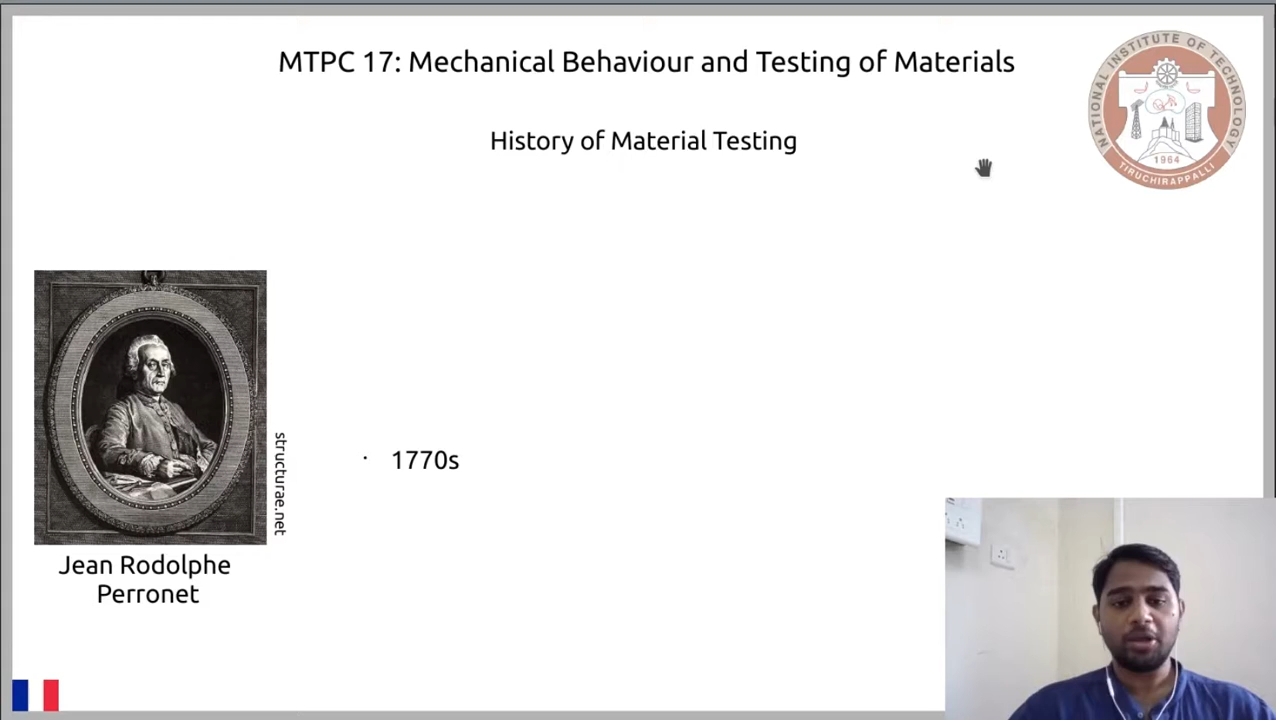 MTPC 17: Mechanical Behaviour and Testing of Materials
History of Material Testing
NATIONAL INSTITUTE OF TECHNOLOGY
1964
TIRUCHIRAPPALLI
structurae.net
· 1770s
Jean Rodolphe
Perronet